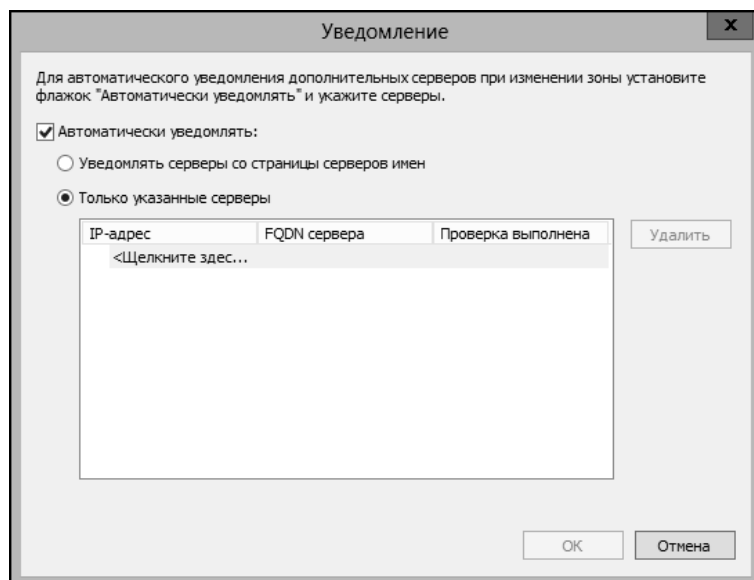 Уведомление
x
Для автоматического уведомления дополнительных серверов при изменении зоны установите
флажок "Автоматически уведомлять" и укажите серверы.
Автоматически уведомлять:
Уведомлять серверы со страницы серверов имен
Только указанные серверы
IP-адрес FQDN сервера Проверка выполнена Удалить
<Щелкните здес...
ОК Отмена